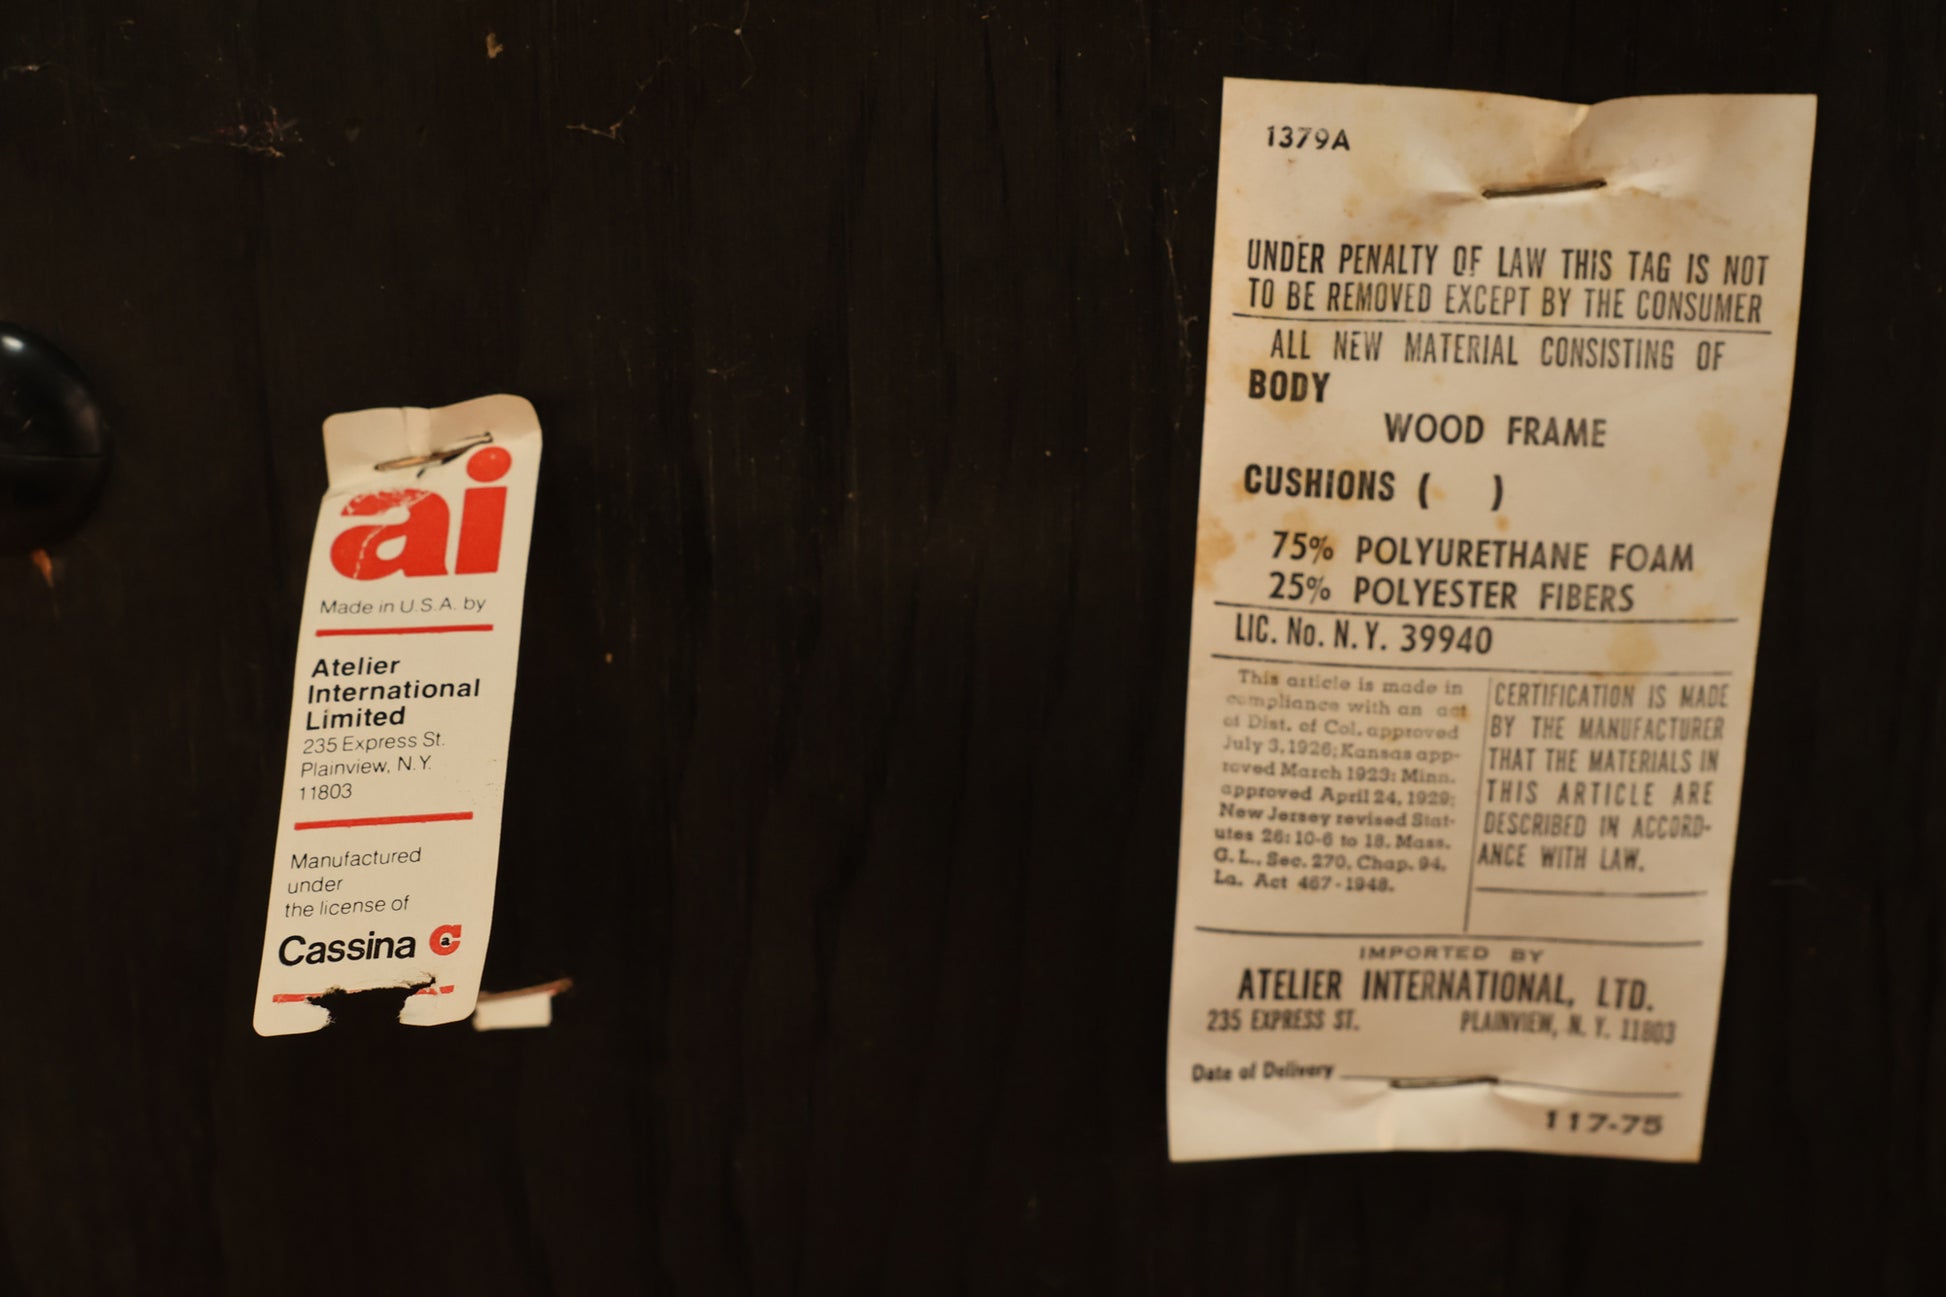 ai
Made in U.S.A. by
Atelier
International
Limited
235 Express St.
Plainview, N.Y.
11803
Manufactured
under
the license of
Cassina
1379A
UNDER PENALTY OF LAW THIS TAG IS NOT
TO BE REMOVED EXCEPT BY THE CONSUMER
ALL NEW MATERIAL CONSISTING OF
BODY
WOOD FRAME
CUSHIONS ( )
75% POLYURETHANE FOAM
25% POLYESTER FIBERS
LIC. No. N.Y. 39940
This article is made in
compliance with an act
of Dist. of Col. approved
July 3, 1926; Kansas app-
roved March 1923; Minn.
approved April 24, 1929;
New Jersey revised Stat-
utes 26:10-6 to 18. Mass.
G. L., Sec. 270, Chap. 94.
La. Act 467-1948.
CERTIFICATION IS MADE
BY THE MANUFACTURER
THAT THE MATERIALS IN
THIS ARTICLE ARE
DESCRIBED IN ACCORD-
ANCE WITH LAW.
IMPORTED BY
ATELIER INTERNATIONAL, LTD.
235 EXPRESS ST. PLAINVIEW, N. Y. 11803
Date of Delivery
117-75